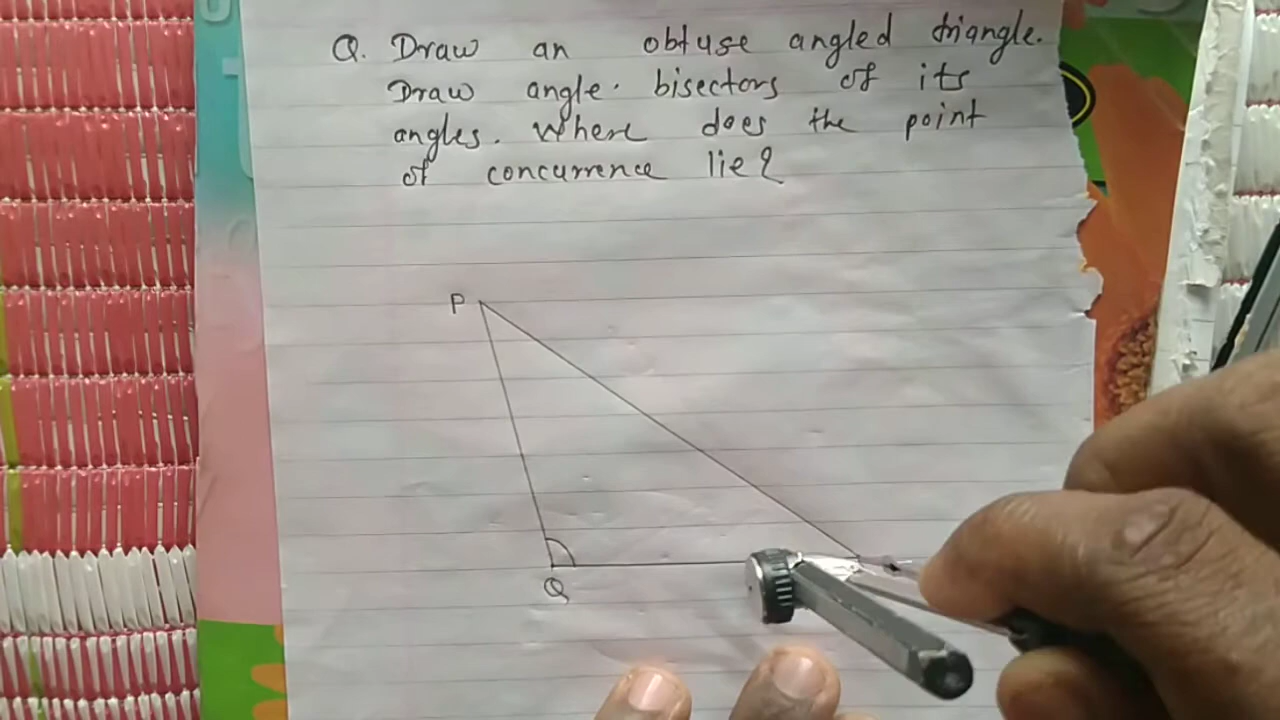 Q. Draw an obtuse angled triangle.
Draw angle bisectors of its
angles. Where does the point
of concurrence lie?
P
Q